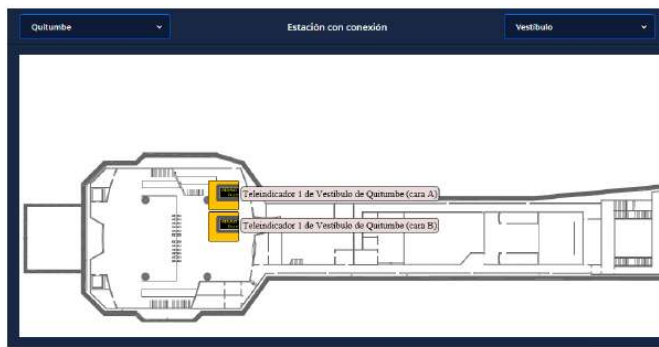 Quitumbe
Estación con conexión
Vestíbulo
Teleindicador 1 de Vestíbulo de Quitumbe (cara A)
Teleindicador 1 de Vestíbulo de Quitumbe (cara B)